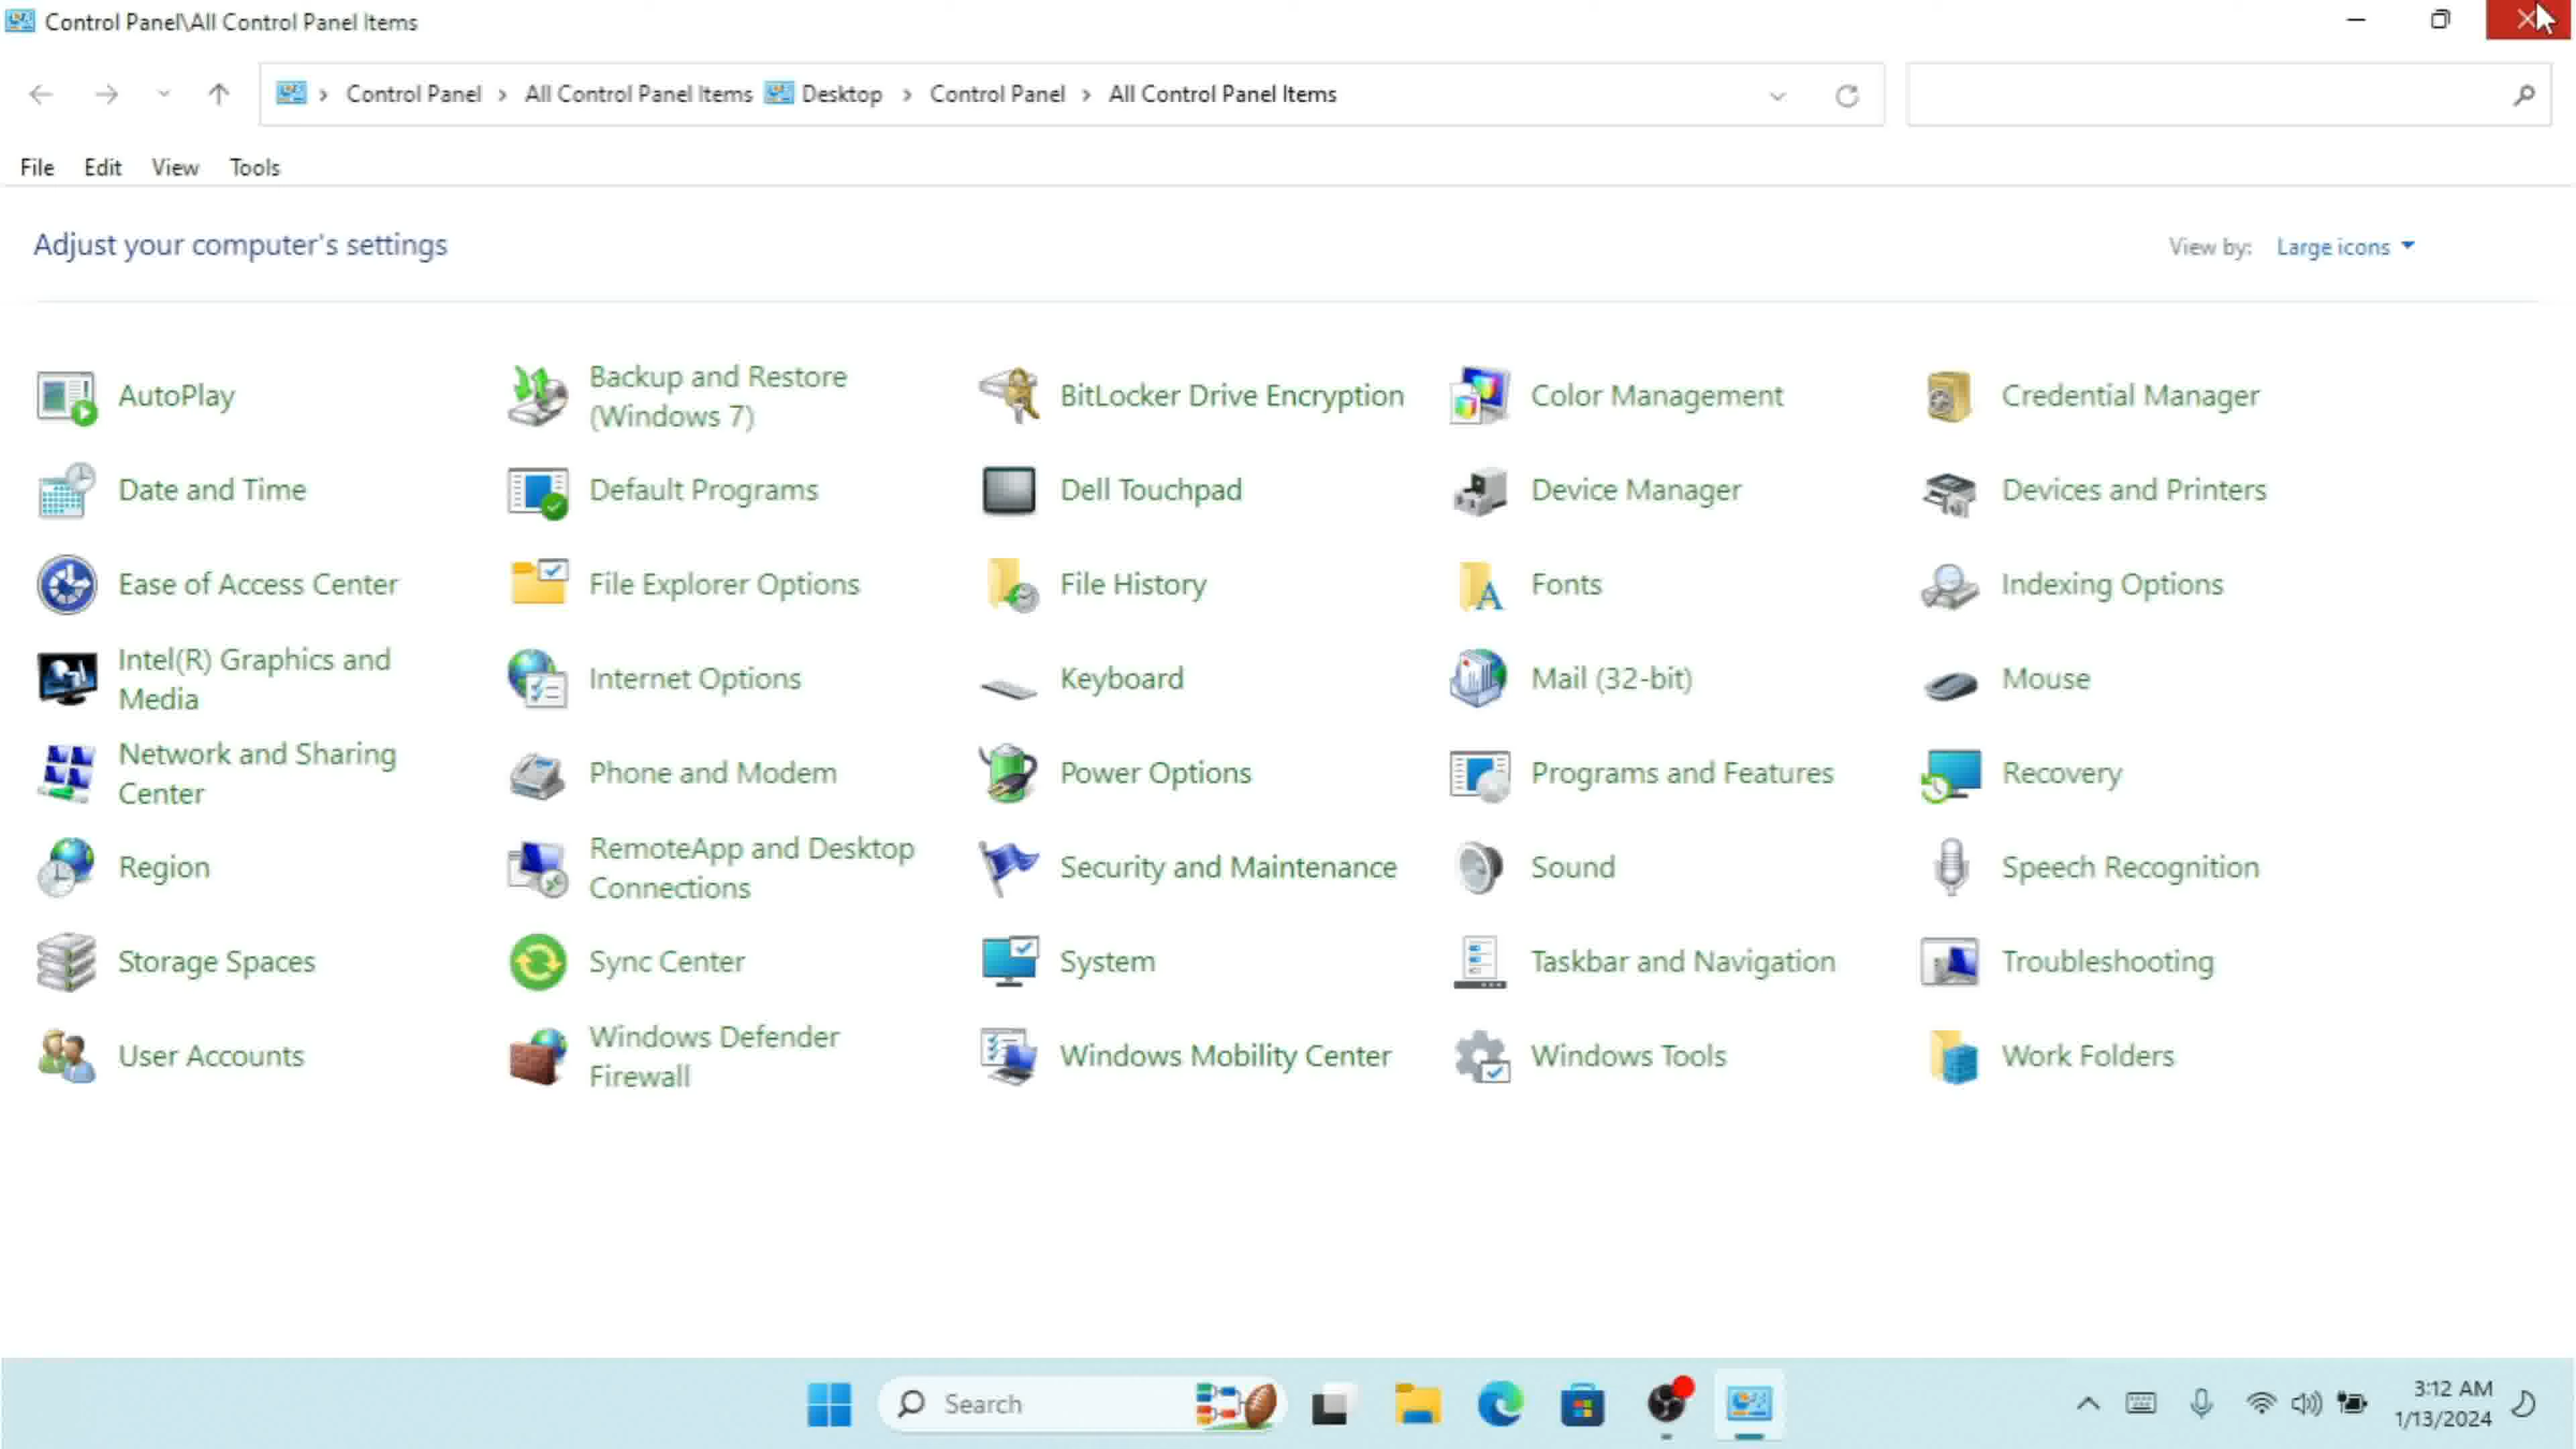 Control Panel\All Control Panel Items
Control Panel > All Control Panel Items Desktop > Control Panel > All Control Panel Items
File Edit View Tools
Adjust your computer's settings
View by: Large icons
AutoPlay
Backup and Restore
(Windows 7)
BitLocker Drive Encryption
Color Management
Credential Manager
Date and Time
Default Programs
Dell Touchpad
Device Manager
Devices and Printers
Ease of Access Center
File Explorer Options
File History
Fonts
Indexing Options
Intel(R) Graphics and
Media
Internet Options
Keyboard
Mail (32-bit)
Mouse
Network and Sharing
Center
Phone and Modem
Power Options
Programs and Features
Recovery
Region
RemoteApp and Desktop
Connections
Security and Maintenance
Sound
Speech Recognition
Storage Spaces
Sync Center
System
Taskbar and Navigation
Troubleshooting
User Accounts
Windows Defender
Firewall
Windows Mobility Center
Windows Tools
Work Folders
Search
3:12 AM
1/13/2024